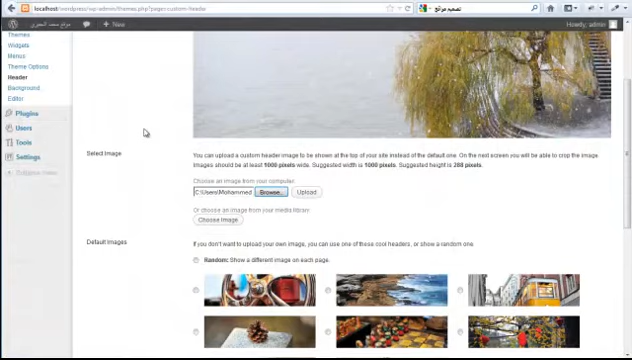 localhost/wordpress/wp-admin/themes.php?page=custom-header
تصميم مواقع
New
Howdy, admin
Themes
Widgets
Menus
Theme Options
Header
Background
Editor
Plugins
Users
Tools
Settings
Select Image
You can upload a custom header image to be shown at the top of your site instead of the default one. On the next screen you will be able to crop the image.
Images should be at least 1000 pixels wide. Suggested width is 1000 pixels. Suggested height is 288 pixels.
Choose an image from your computer:
C:\Users\Mohammed
Browse...
Upload
Or choose an image from your media library:
Choose Image
Default Images
If you don't want to upload your own image, you can use one of these cool headers, or show a random one.
Random: Show a different image on each page.